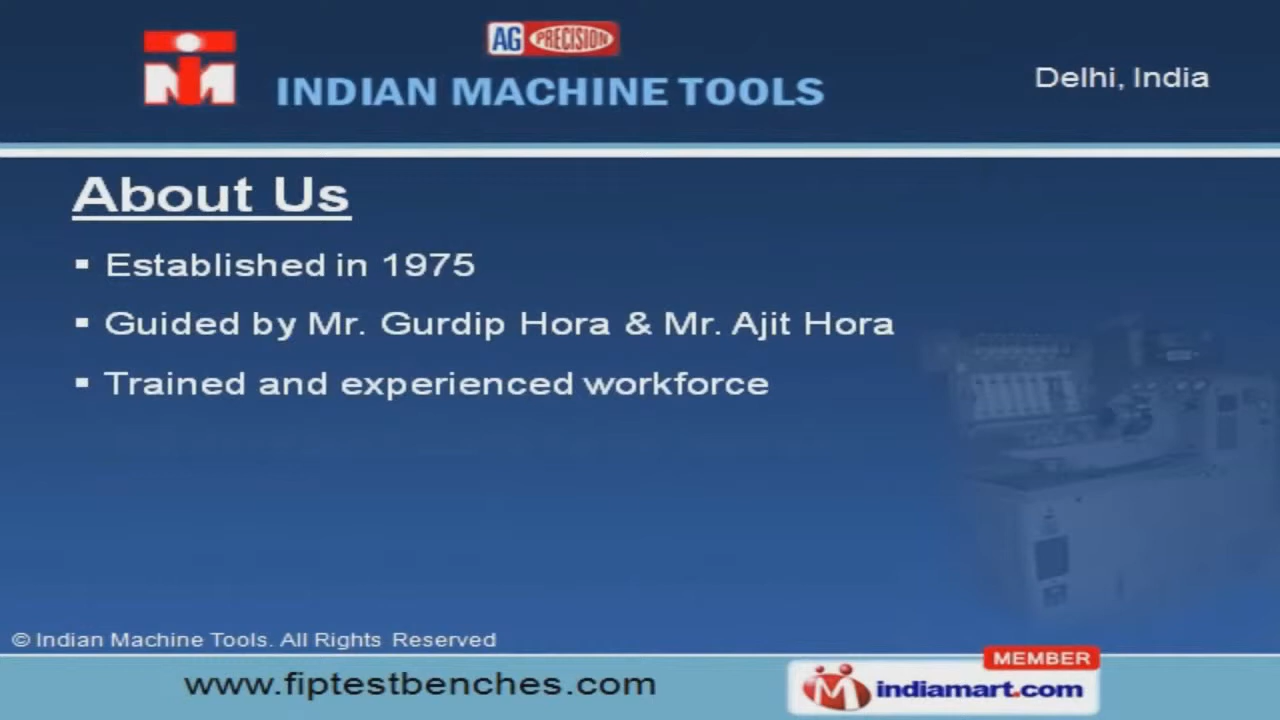 AG PRECISION
INDIAN MACHINE TOOLS
Delhi, India
About Us
▪ Established in 1975
▪ Guided by Mr. Gurdip Hora & Mr. Ajit Hora
▪ Trained and experienced workforce
© Indian Machine Tools. All Rights Reserved
www.fiptestbenches.com
MEMBER
indiamart.com